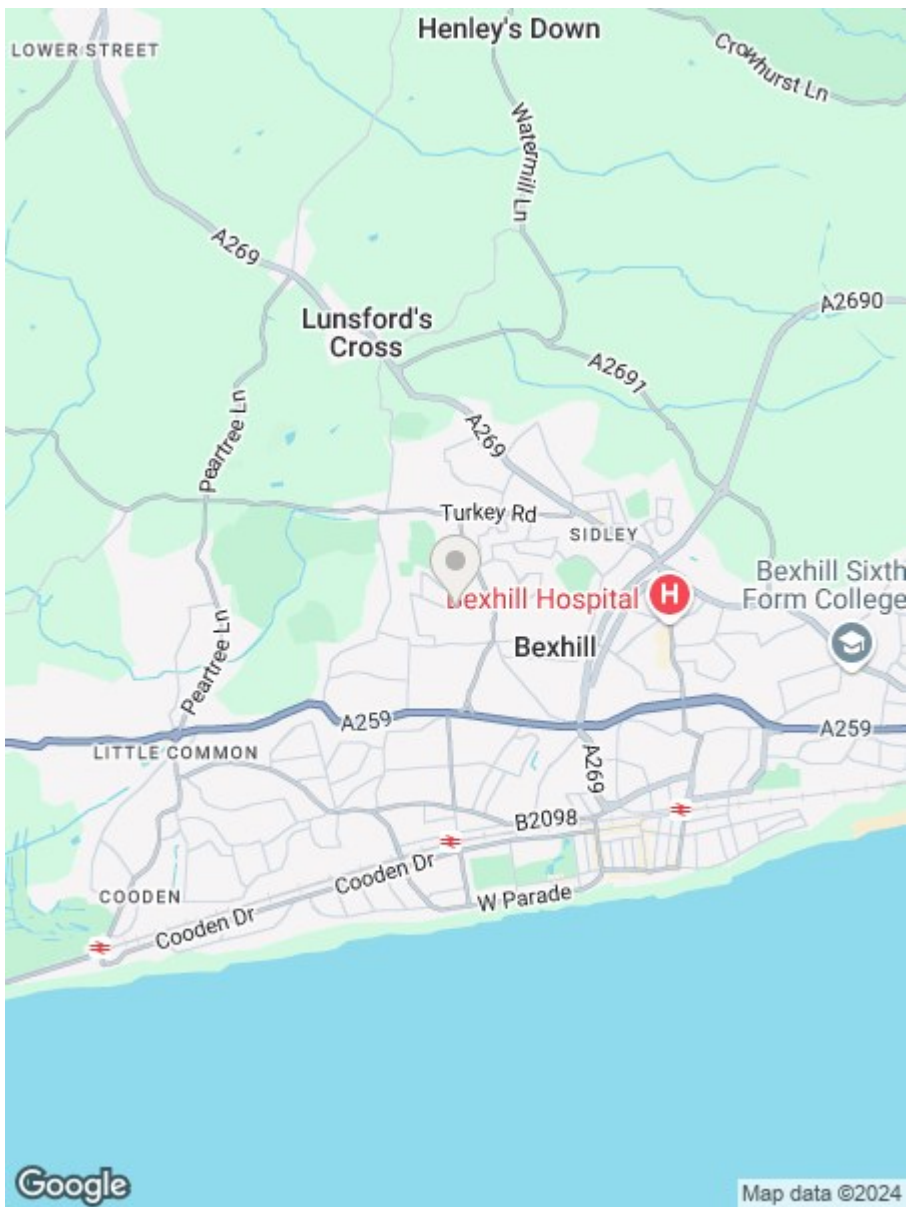 Henley's Down
LOWER STREET
Crowhurst Ln
Watermill Ln
A269
A2690
Lunsford's
Cross
A2691
Peartree Ln
A269
Turkey Rd
SIDLEY
Bexhill Sixth
Form College
Bexhill Hospital
H
Bexhill
Peartree Ln
A259
A259
LITTLE COMMON
A269
B2098
Cooden Dr
COODEN
W Parade
Cooden Dr
Google
Map data ©2024